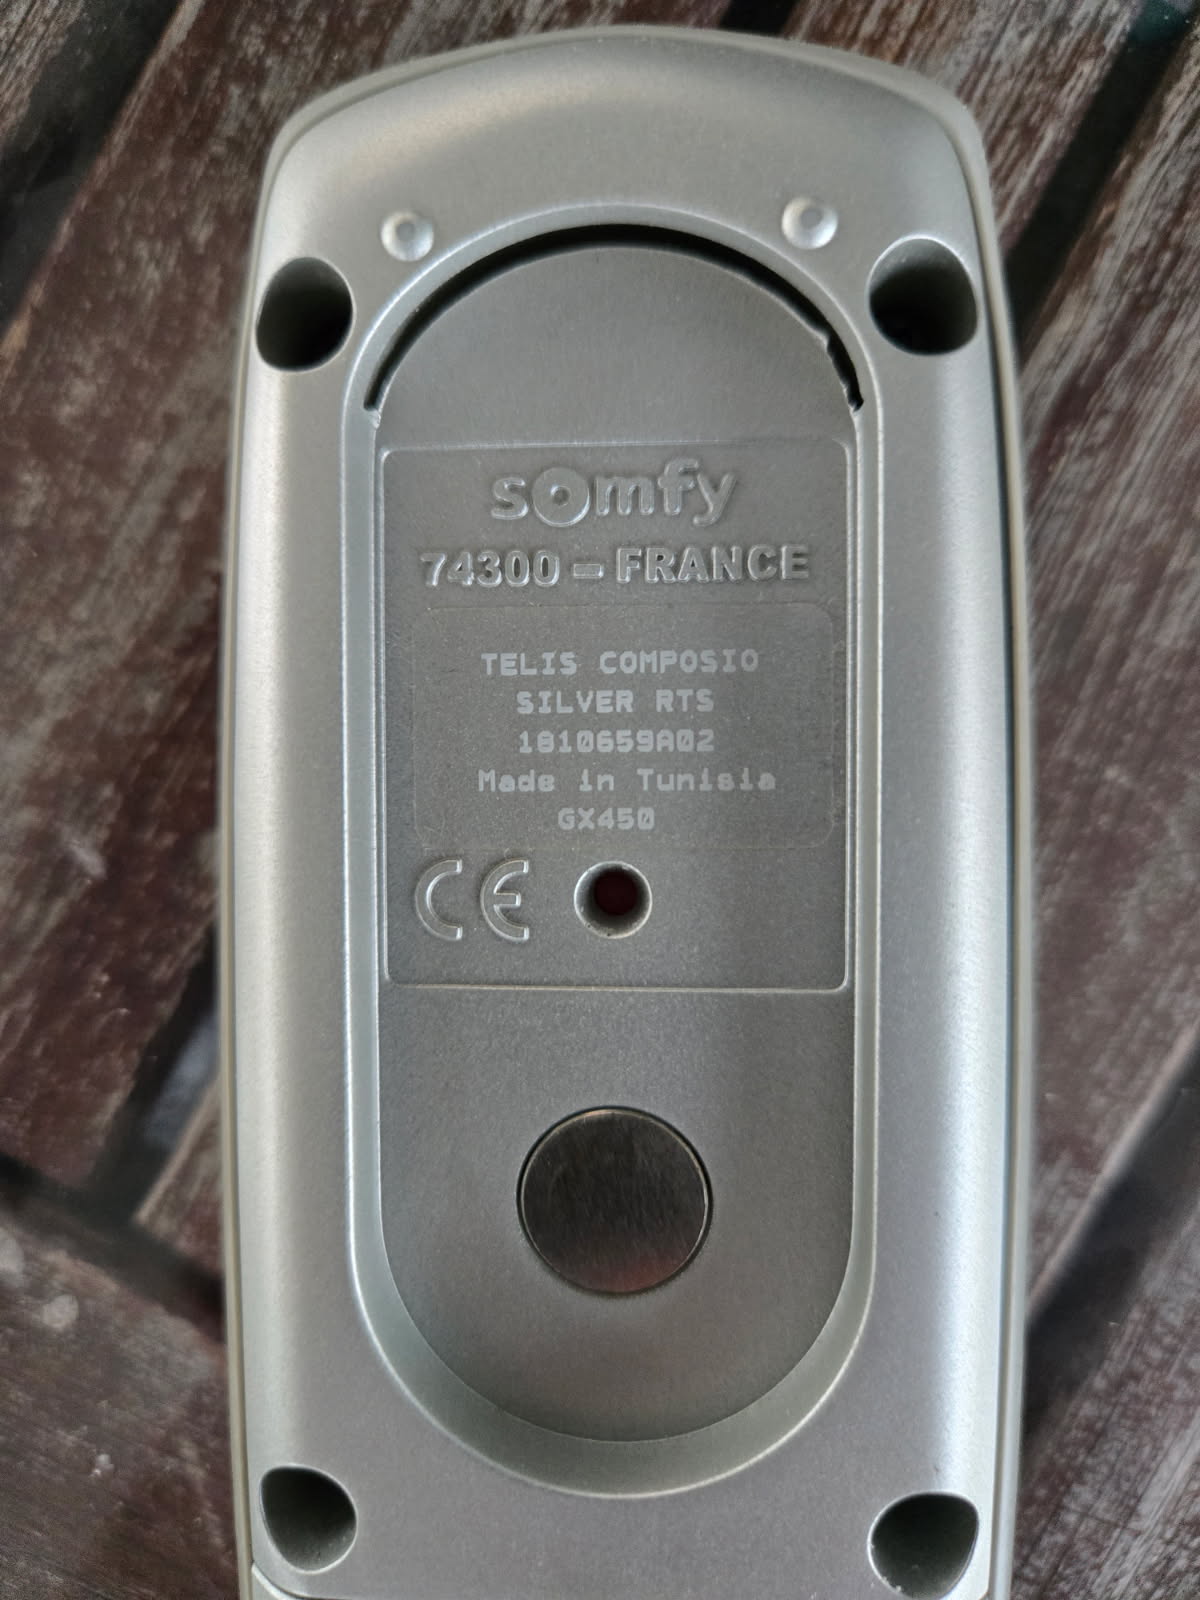 somfy
74300 - FRANCE
TELIS COMPOSIO
SILVER RTS
1810659A02
Made in Tunisia
GX450
CE